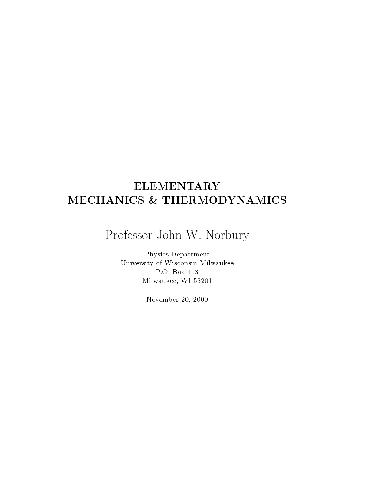 ELEMENTARY
MECHANICS & THERMODYNAMICS
Professor John W. Norbury
Physics Department
University of Wisconsin-Milwaukee
P.O. Box 413
Milwaukee, WI 53201
November 20, 2000